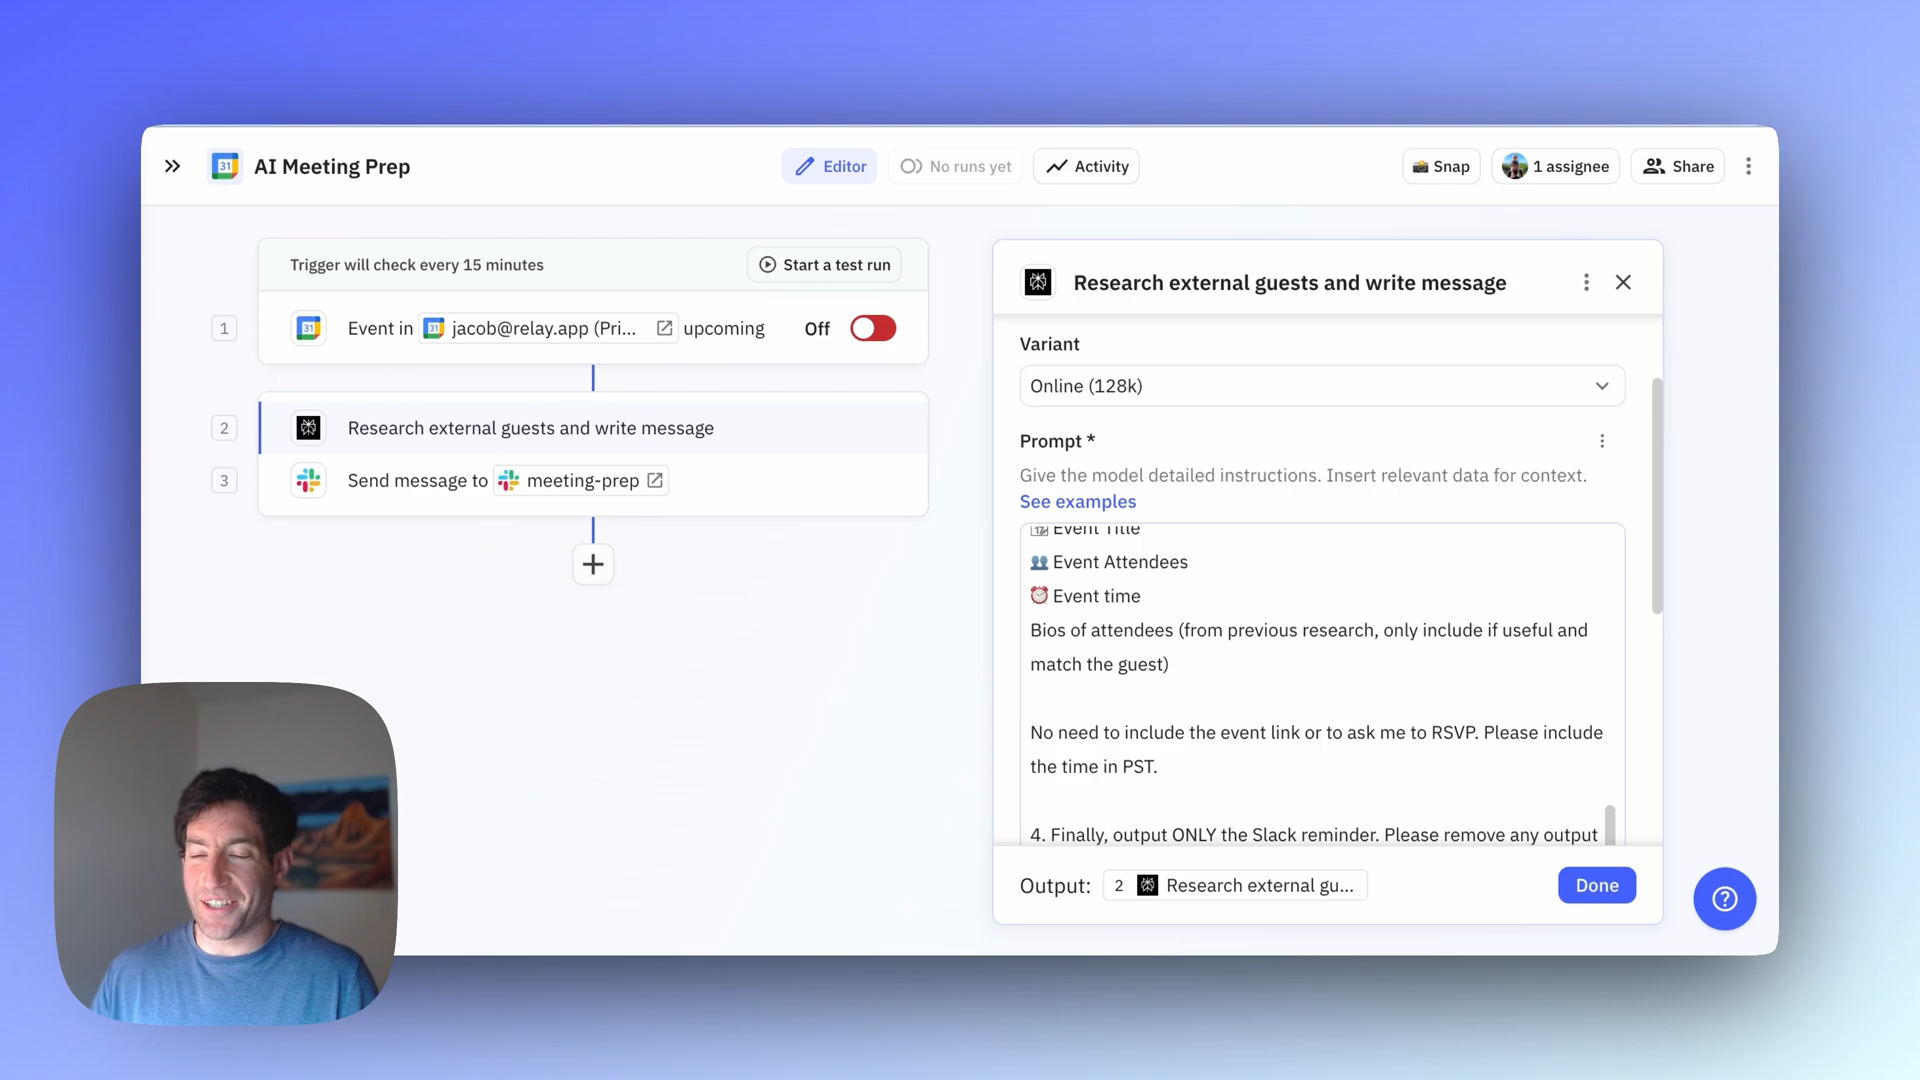 AI Meeting Prep
Editor
No runs yet
Activity
Snap
1 assignee
Share
Trigger will check every 15 minutes
Start a test run
1
Event in 31 jacob@relay.app (Pri... upcoming
Off
2
Research external guests and write message
3
Send message to meeting-prep
Research external guests and write message
Variant
Online (128k)
Prompt *
Give the model detailed instructions. Insert relevant data for context.
See examples
Event Title
Event Attendees
Event time
Bios of attendees (from previous research, only include if useful and
match the guest)
No need to include the event link or to ask me to RSVP. Please include
the time in PST.
4. Finally, output ONLY the Slack reminder. Please remove any output
Output: 2 Research external gu...
Done